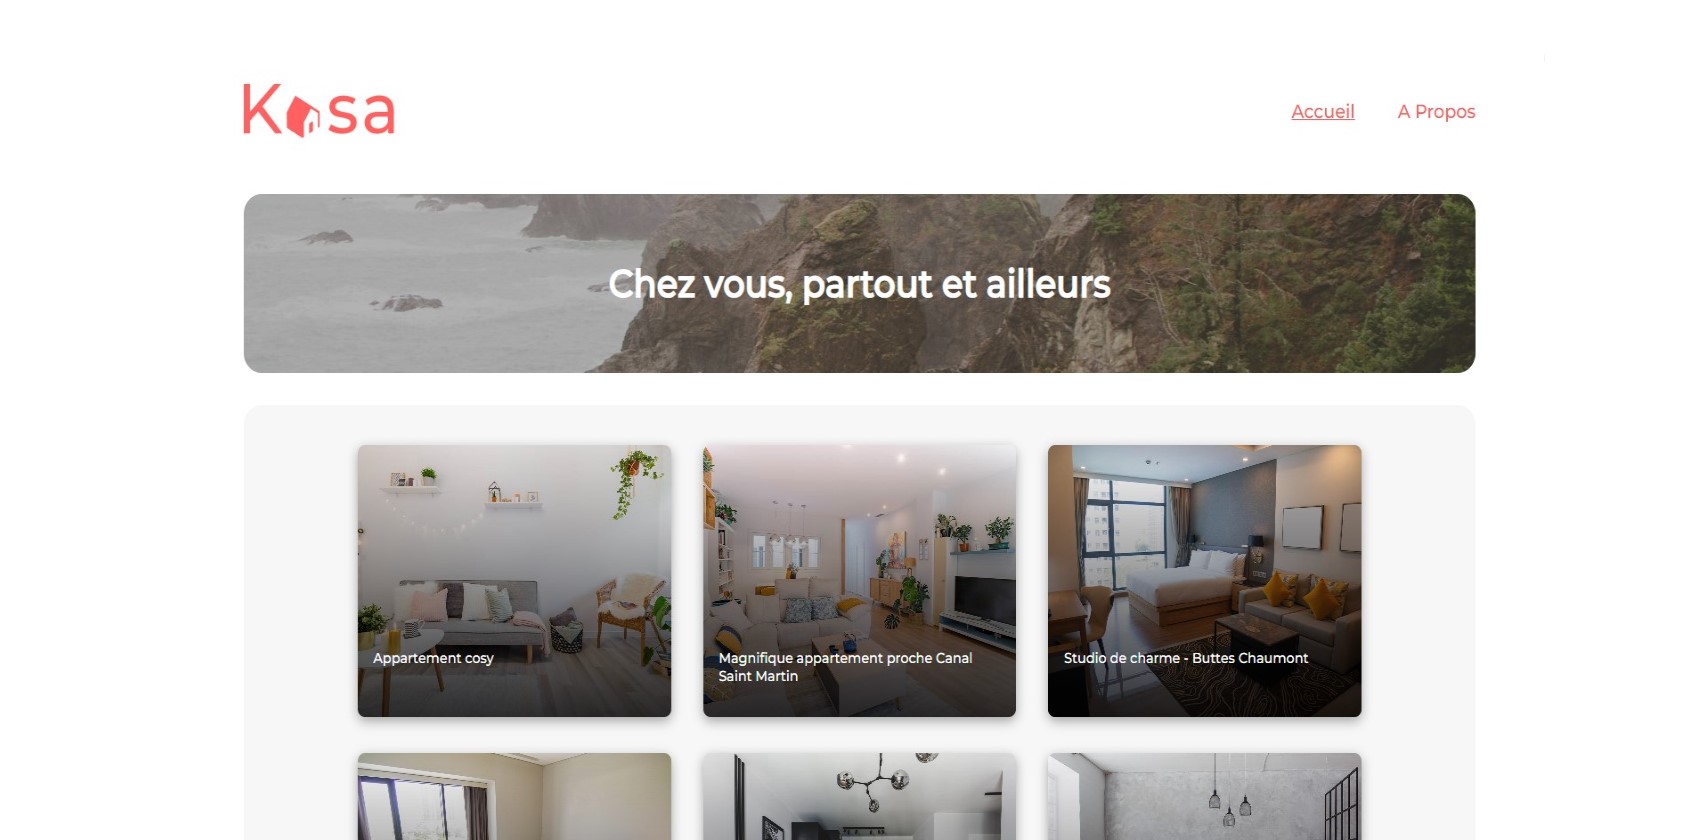 Kasa
Accueil
A Propos
Chez vous, partout et ailleurs
Appartement cosy
Magnifique appartement proche Canal
Saint Martin
Studio de charme - Buttes Chaumont